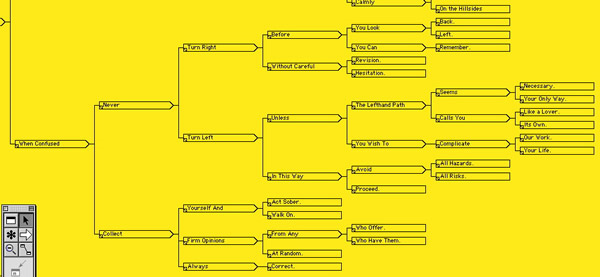 Calmly
On the Hillsides
Back.
You Look
Before
Left.
Turn Right
You Can
Remember.
Revision.
Without Careful
Hesitation.
Necessary.
Seems
Never
The Lefthand Path
Your Only Way.
Like a Lover.
Unless
Calls You
Its Own.
Turn Left
Our Work.
When Confused
You Wish To
Complicate
Your Life.
All Hazards.
Avoid
In This Way
All Risks.
Proceed.
Act Sober.
Yourself And
Walk On.
Who Offer.
Collect
From Any
Firm Opinions
Who Have Them.
At Random.
Always
Correct.